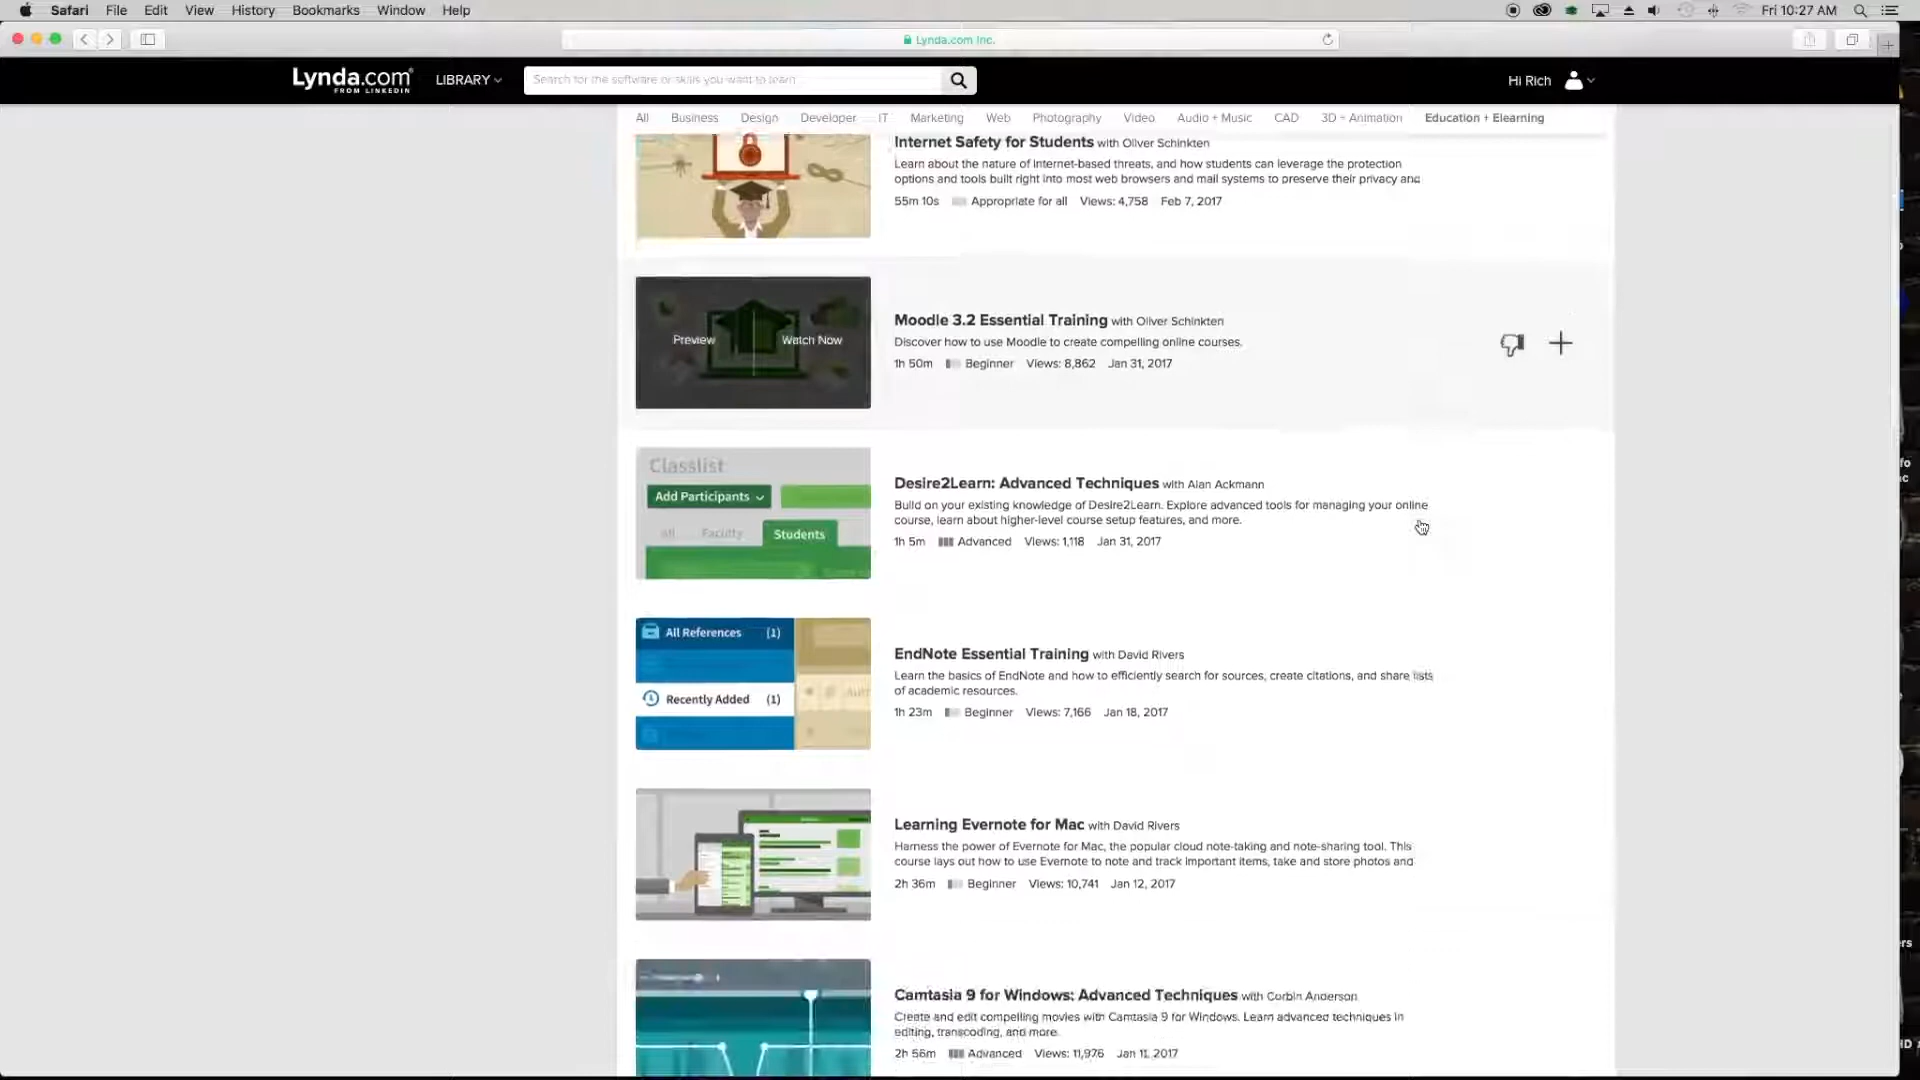 Safari File Edit View History Bookmarks Window Help Fri 10:27 AM
Lynda.com Inc.
Lynda.com FROM LINKEDIN LIBRARY Search for the software or skills you want to learn Hi Rich
All Business Design Developer IT Marketing Web Photography Video Audio + Music CAD 3D + Animation Education + Elearning
Internet Safety for Students with Oliver Schinkten
Learn about the nature of internet-based threats, and how students can leverage the protection
options and tools built right into most web browsers and mail systems to preserve their privacy and
55m 10s Appropriate for all Views: 4,758 Feb 7, 2017
Preview Watch Now
Moodle 3.2 Essential Training with Oliver Schinkten
Discover how to use Moodle to create compelling online courses.
1h 50m Beginner Views: 8,862 Jan 31, 2017
Classlist
Add Participants
All Faculty Students
Desire2Learn: Advanced Techniques with Alan Ackmann
Build on your existing knowledge of Desire2Learn. Explore advanced tools for managing your online
course, learn about higher-level course setup features, and more.
1h 5m Advanced Views: 1,118 Jan 31, 2017
All References (1)
Recently Added (1)
EndNote Essential Training with David Rivers
Learn the basics of EndNote and how to efficiently search for sources, create citations, and share lists
of academic resources.
1h 23m Beginner Views: 7,166 Jan 18, 2017
Learning Evernote for Mac with David Rivers
Harness the power of Evernote for Mac, the popular cloud note-taking and note-sharing tool. This
course lays out how to use Evernote to note and track important items, take and store photos and
2h 36m Beginner Views: 10,741 Jan 12, 2017
Camtasia 9 for Windows: Advanced Techniques with Corbin Anderson
Create and edit compelling movies with Camtasia 9 for Windows. Learn advanced techniques in
editing, transcoding, and more.
2h 56m Advanced Views: 11,976 Jan 11, 2017